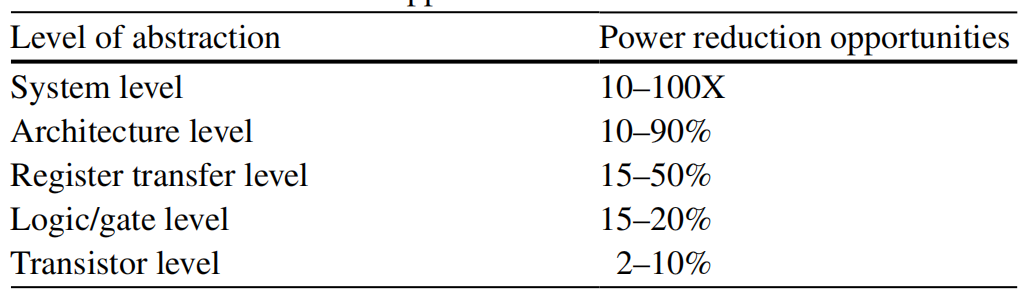 Level of abstraction Power reduction opportunities
System level 10–100X
Architecture level 10–90%
Register transfer level 15–50%
Logic/gate level 15–20%
Transistor level 2–10%